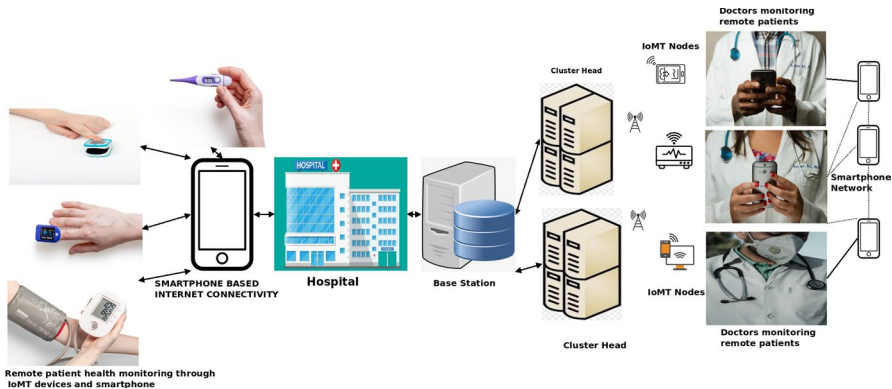 Doctors monitoring
remote patients
IoMT Nodes
Cluster Head
HOSPITAL
SMARTPHONE BASED
INTERNET CONNECTIVITY
Hospital
Base Station
Smartphone
Network
IoMT Nodes
Cluster Head
Doctors monitoring
remote patients
Remote patient health monitoring through
IoMT devices and smartphone